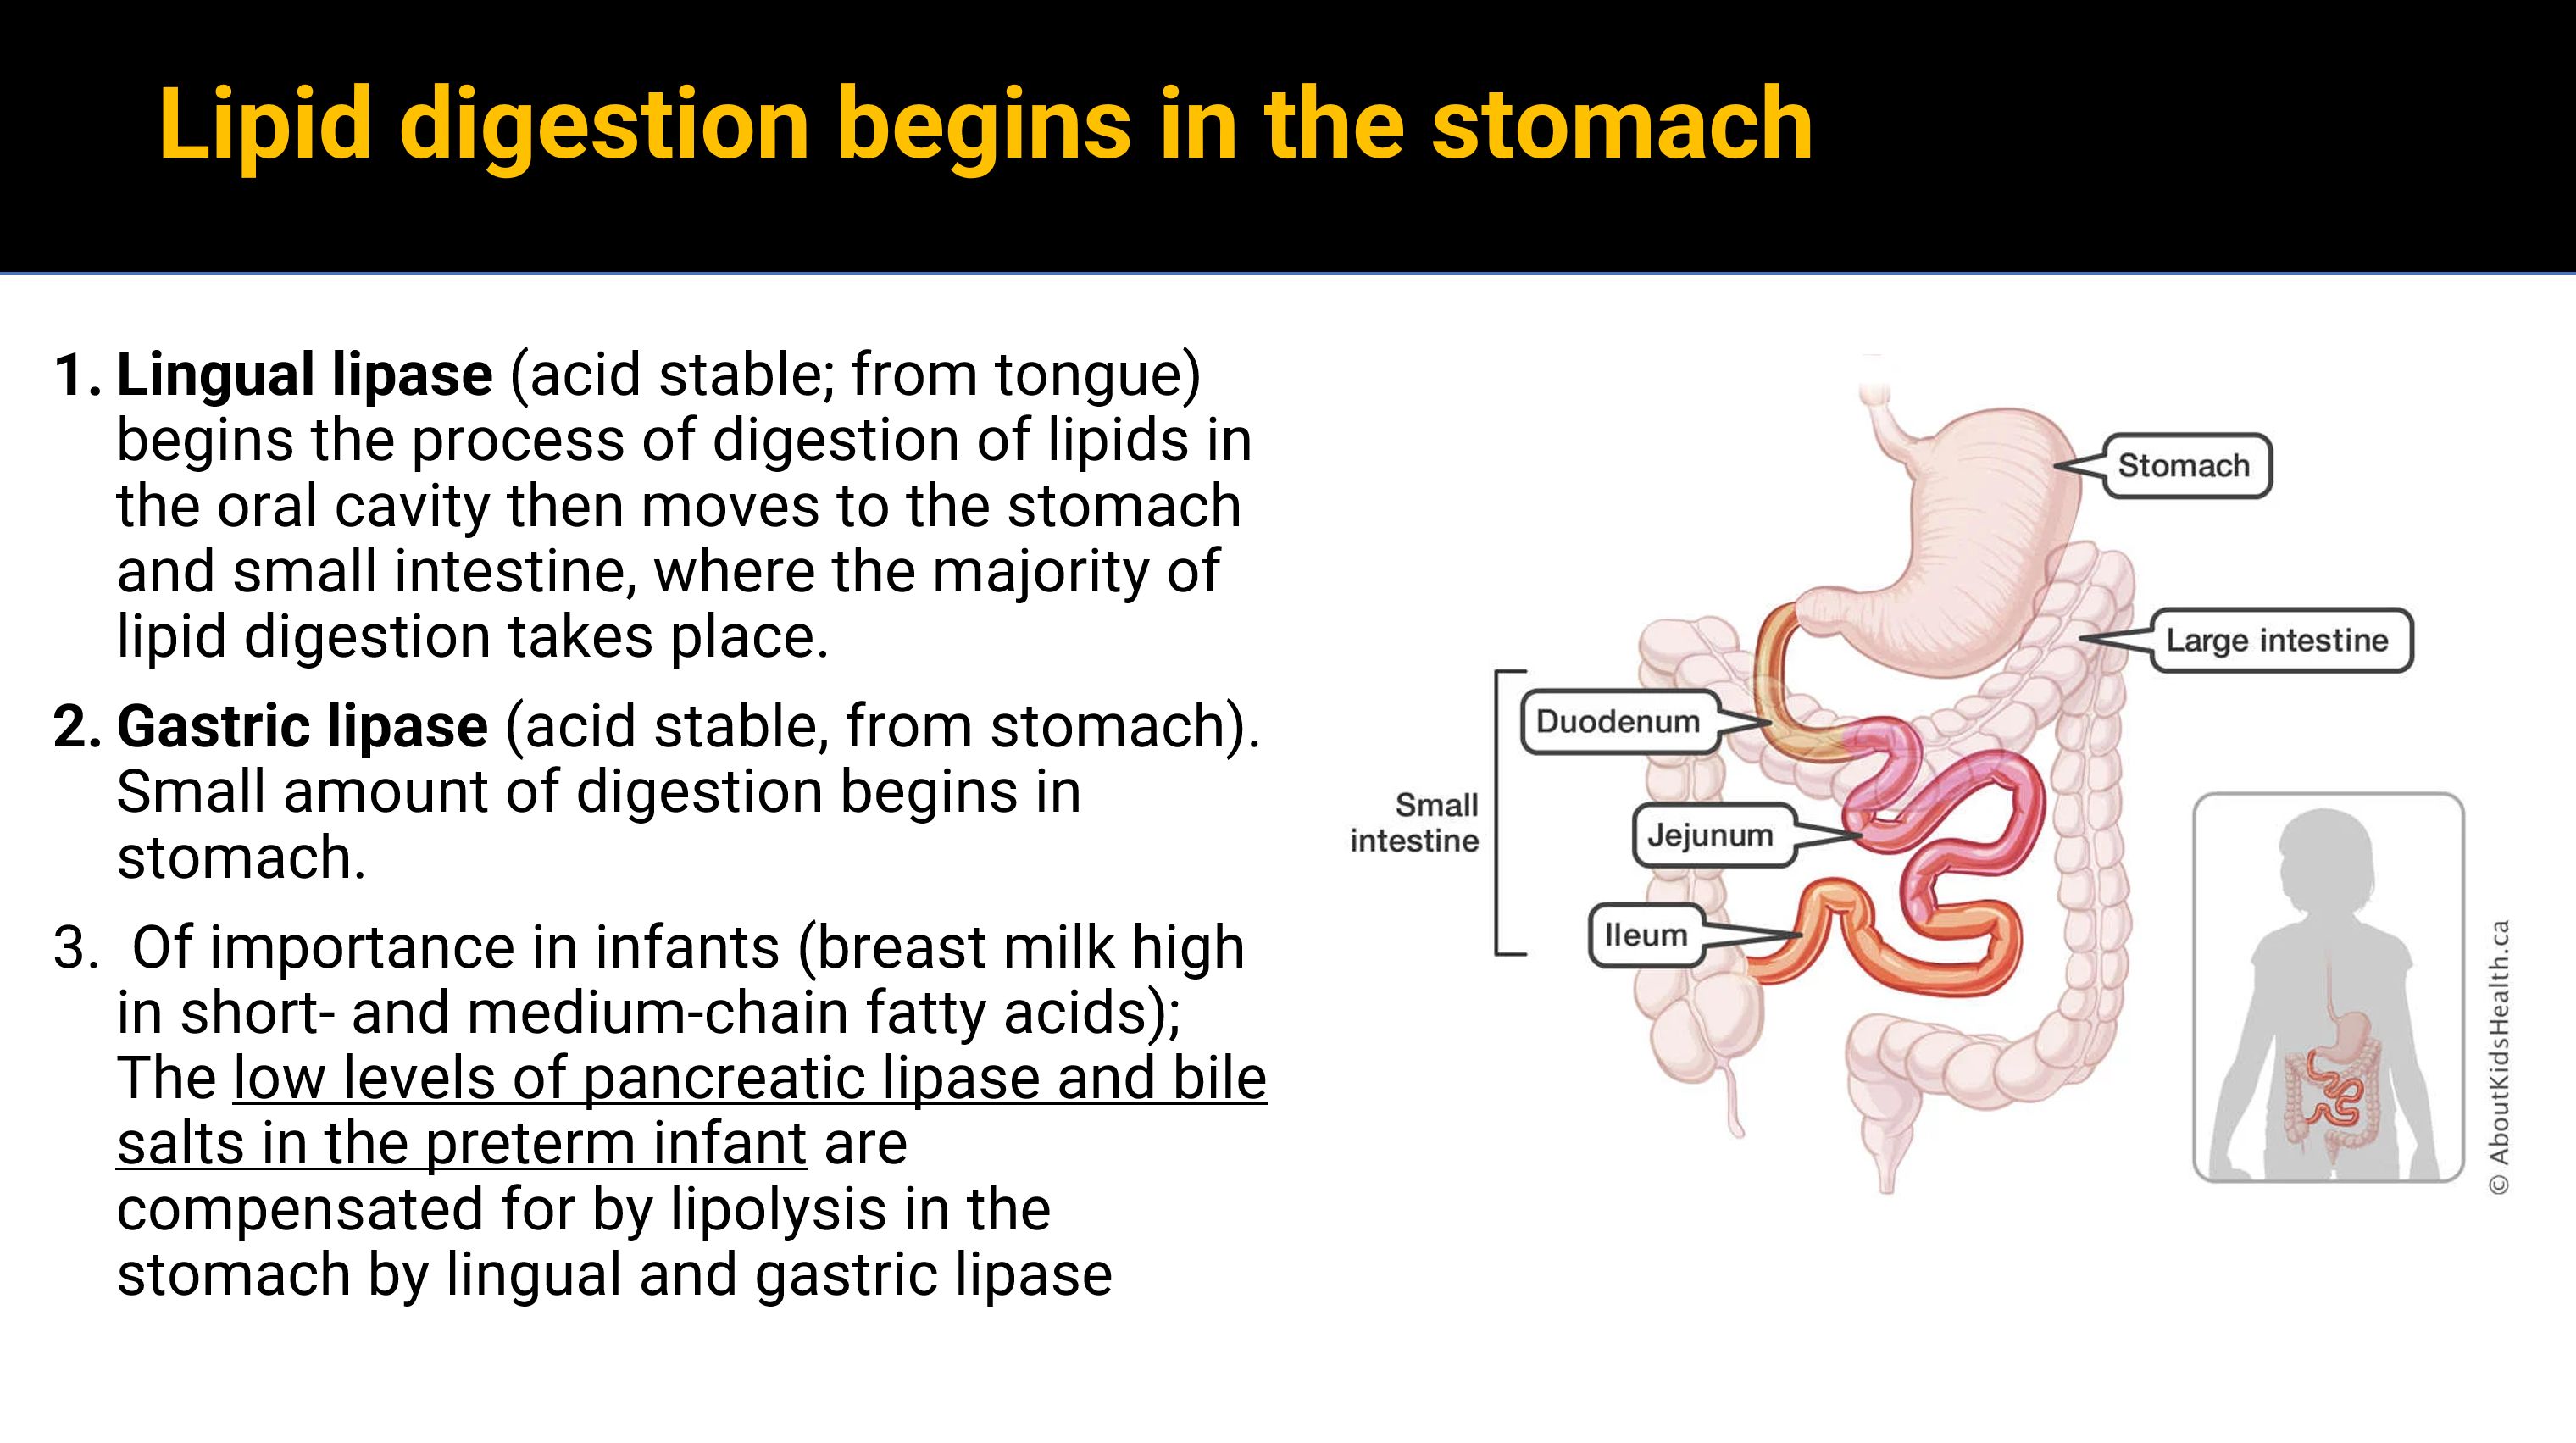 Lipid digestion begins in the stomach
1. Lingual lipase (acid stable; from tongue)
begins the process of digestion of lipids in
the oral cavity then moves to the stomach
and small intestine, where the majority of
lipid digestion takes place.
2. Gastric lipase (acid stable, from stomach).
Small amount of digestion begins in
stomach.
3. Of importance in infants (breast milk high
in short- and medium-chain fatty acids);
The low levels of pancreatic lipase and bile
salts in the preterm infant are
compensated for by lipolysis in the
stomach by lingual and gastric lipase
Stomach
Large intestine
Duodenum
Small
intestine
Jejunum
Ileum
© AboutKidsHealth.ca